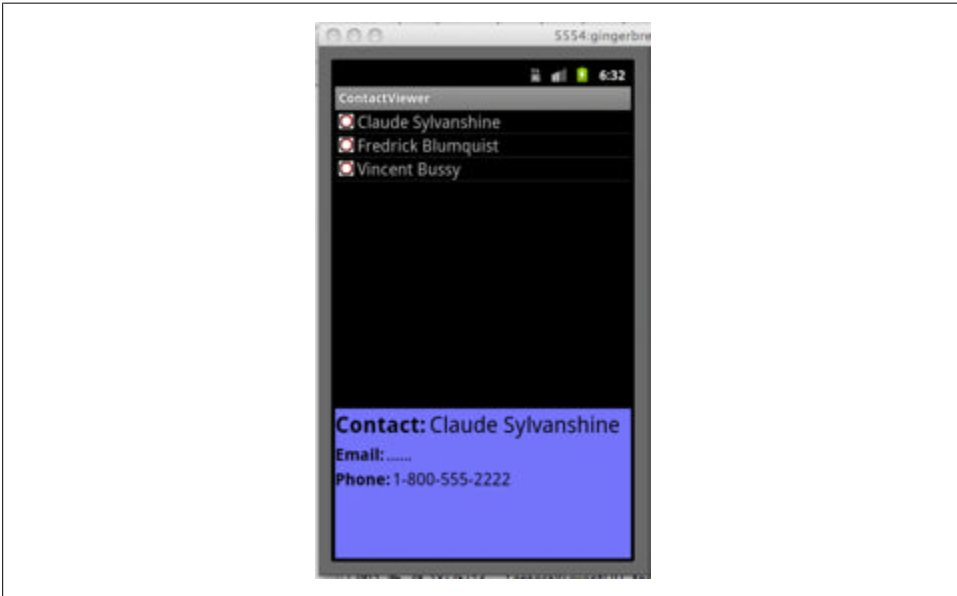 5554:gingerbre
6:32
ContactViewer
Claude Sylvanshine
Fredrick Blumquist
Vincent Bussy
Contact: Claude Sylvanshine
Email: ......
Phone: 1-800-555-2222